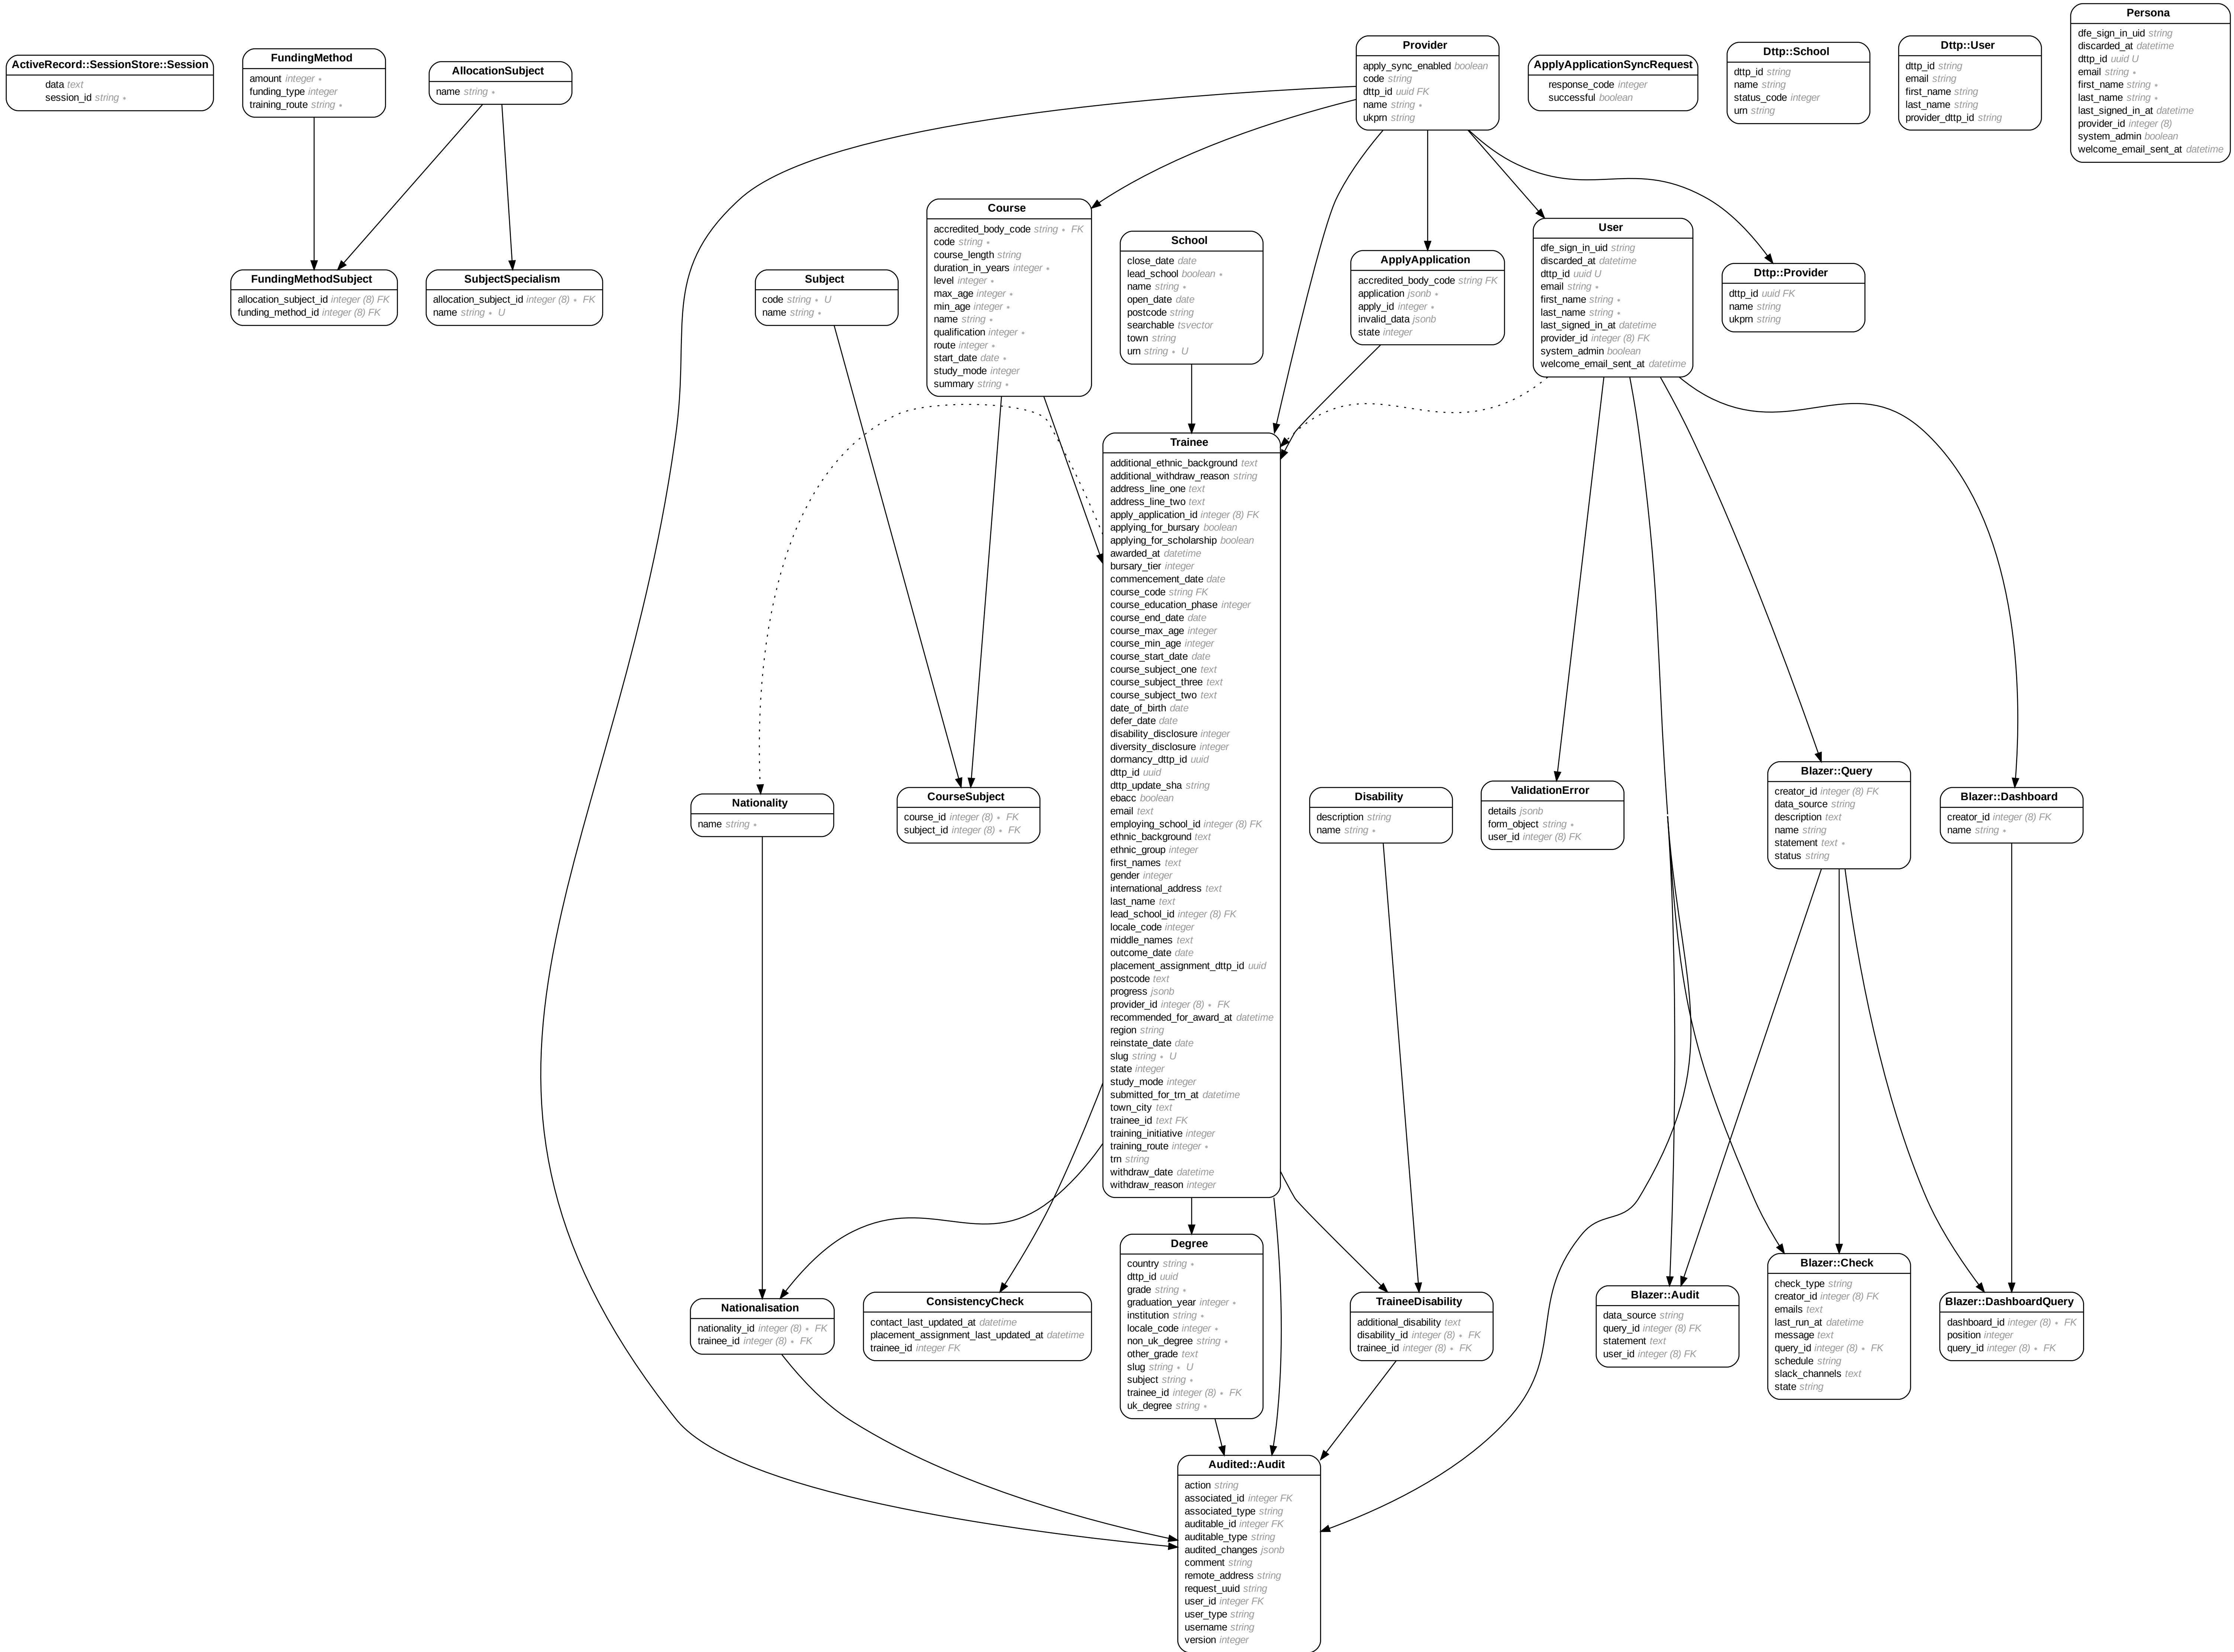 ActiveRecord::SessionStore::Session
data text
session_id string ∗
FundingMethod
amount integer ∗
funding_type integer
training_route string ∗
AllocationSubject
name string ∗
Provider
apply_sync_enabled boolean
code string
dttp_id uuid FK
name string ∗
ukprn string
ApplyApplicationSyncRequest
response_code integer
successful boolean
Dttp::School
dttp_id string
name string
status_code integer
urn string
Dttp::User
dttp_id string
email string
first_name string
last_name string
provider_dttp_id string
Persona
dfe_sign_in_uid string
discarded_at datetime
dttp_id uuid U
email string ∗
first_name string ∗
last_name string ∗
last_signed_in_at datetime
provider_id integer (8)
system_admin boolean
welcome_email_sent_at datetime
FundingMethodSubject
allocation_subject_id integer (8) FK
funding_method_id integer (8) FK
SubjectSpecialism
allocation_subject_id integer (8) ∗ FK
name string ∗ U
Subject
code string ∗ U
name string ∗
Course
accredited_body_code string ∗ FK
code string ∗
course_length string
duration_in_years integer ∗
level integer ∗
max_age integer ∗
min_age integer ∗
name string ∗
qualification integer ∗
route integer ∗
start_date date ∗
study_mode integer
summary string ∗
School
close_date date
lead_school boolean ∗
name string ∗
open_date date
postcode string
searchable tsvector
town string
urn string ∗ U
ApplyApplication
accredited_body_code string FK
application jsonb ∗
apply_id integer ∗
invalid_data jsonb
state integer
User
dfe_sign_in_uid string
discarded_at datetime
dttp_id uuid U
email string ∗
first_name string ∗
last_name string ∗
last_signed_in_at datetime
provider_id integer (8) FK
system_admin boolean
welcome_email_sent_at datetime
Dttp::Provider
dttp_id uuid FK
name string
ukprn string
Trainee
additional_ethnic_background text
additional_withdraw_reason string
address_line_one text
address_line_two text
apply_application_id integer (8) FK
applying_for_bursary boolean
applying_for_scholarship boolean
awarded_at datetime
bursary_tier integer
commencement_date date
course_code string FK
course_education_phase integer
course_end_date date
course_max_age integer
course_min_age integer
course_start_date date
course_subject_one text
course_subject_three text
course_subject_two text
date_of_birth date
defer_date date
disability_disclosure integer
diversity_disclosure integer
dormancy_dttp_id uuid
dttp_id uuid
dttp_update_sha string
ebacc boolean
email text
employing_school_id integer (8) FK
ethnic_background text
ethnic_group integer
first_names text
gender integer
international_address text
last_name text
lead_school_id integer (8) FK
locale_code integer
middle_names text
outcome_date date
placement_assignment_dttp_id uuid
postcode text
progress jsonb
provider_id integer (8) ∗ FK
recommended_for_award_at datetime
region string
reinstate_date date
slug string ∗ U
state integer
study_mode integer
submitted_for_trn_at datetime
town_city text
trainee_id text FK
training_initiative integer
training_route integer ∗
trn string
withdraw_date datetime
withdraw_reason integer
Nationality
name string ∗
CourseSubject
course_id integer (8) ∗ FK
subject_id integer (8) ∗ FK
Disability
description string
name string ∗
ValidationError
details jsonb
form_object string ∗
user_id integer (8) FK
Blazer::Query
creator_id integer (8) FK
data_source string
description text
name string
statement text ∗
status string
Blazer::Dashboard
creator_id integer (8) FK
name string ∗
Nationalisation
nationality_id integer (8) ∗ FK
trainee_id integer (8) ∗ FK
ConsistencyCheck
contact_last_updated_at datetime
placement_assignment_last_updated_at datetime
trainee_id integer FK
Degree
country string ∗
dttp_id uuid
grade string ∗
graduation_year integer ∗
institution string ∗
locale_code integer ∗
non_uk_degree string ∗
other_grade text
slug string ∗ U
subject string ∗
trainee_id integer (8) ∗ FK
uk_degree string ∗
TraineeDisability
additional_disability text
disability_id integer (8) ∗ FK
trainee_id integer (8) ∗ FK
Blazer::Audit
data_source string
query_id integer (8) FK
statement text
user_id integer (8) FK
Blazer::Check
check_type string
creator_id integer (8) FK
emails text
last_run_at datetime
message text
query_id integer (8) ∗ FK
schedule string
slack_channels text
state string
Blazer::DashboardQuery
dashboard_id integer (8) ∗ FK
position integer
query_id integer (8) ∗ FK
Audited::Audit
action string
associated_id integer FK
associated_type string
auditable_id integer FK
auditable_type string
audited_changes jsonb
comment string
remote_address string
request_uuid string
user_id integer FK
user_type string
username string
version integer